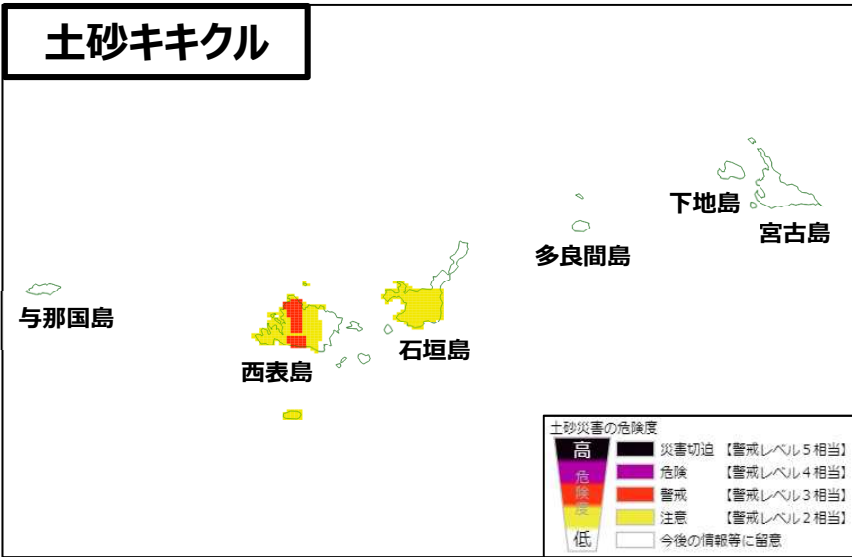 土砂キキクル
下地島
宮古島
多良間島
与那国島
石垣島
西表島
土砂災害の危険度
高
危険度
低
災害切迫 【警戒レベル5相当】
危険 【警戒レベル4相当】
警戒 【警戒レベル3相当】
注意 【警戒レベル2相当】
今後の情報等に留意